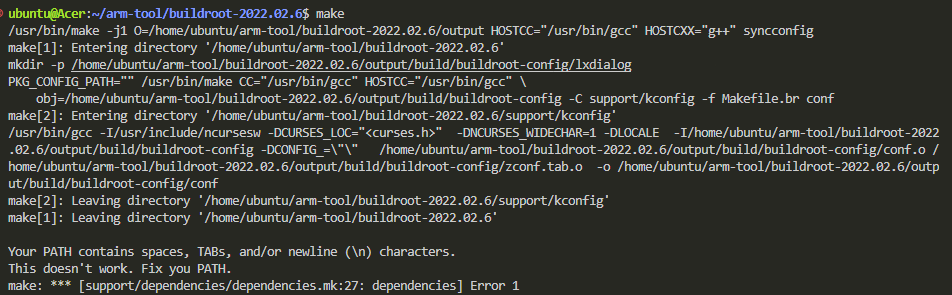 ubuntu@Acer:~/arm-tool/buildroot-2022.02.6$ make
/usr/bin/make -j1 O=/home/ubuntu/arm-tool/buildroot-2022.02.6/output HOSTCC="/usr/bin/gcc" HOSTCXX="g++" syncconfig
make[1]: Entering directory '/home/ubuntu/arm-tool/buildroot-2022.02.6'
mkdir -p /home/ubuntu/arm-tool/buildroot-2022.02.6/output/build/buildroot-config/lxdialog
PKG_CONFIG_PATH="" /usr/bin/make CC="/usr/bin/gcc" HOSTCC="/usr/bin/gcc" \
    obj=/home/ubuntu/arm-tool/buildroot-2022.02.6/output/build/buildroot-config -C support/kconfig -f Makefile.br conf
make[2]: Entering directory '/home/ubuntu/arm-tool/buildroot-2022.02.6/support/kconfig'
/usr/bin/gcc -I/usr/include/ncursesw -DCURSES_LOC="<curses.h>"  -DNCURSES_WIDECHAR=1 -DLOCALE  -I/home/ubuntu/arm-tool/buildroot-2022
.02.6/output/build/buildroot-config -DCONFIG_=\"\"   /home/ubuntu/arm-tool/buildroot-2022.02.6/output/build/buildroot-config/conf.o /
home/ubuntu/arm-tool/buildroot-2022.02.6/output/build/buildroot-config/zconf.tab.o  -o /home/ubuntu/arm-tool/buildroot-2022.02.6/outp
ut/build/buildroot-config/conf
make[2]: Leaving directory '/home/ubuntu/arm-tool/buildroot-2022.02.6/support/kconfig'
make[1]: Leaving directory '/home/ubuntu/arm-tool/buildroot-2022.02.6'

Your PATH contains spaces, TABs, and/or newline (\n) characters.
This doesn't work. Fix you PATH.
make: *** [support/dependencies/dependencies.mk:27: dependencies] Error 1